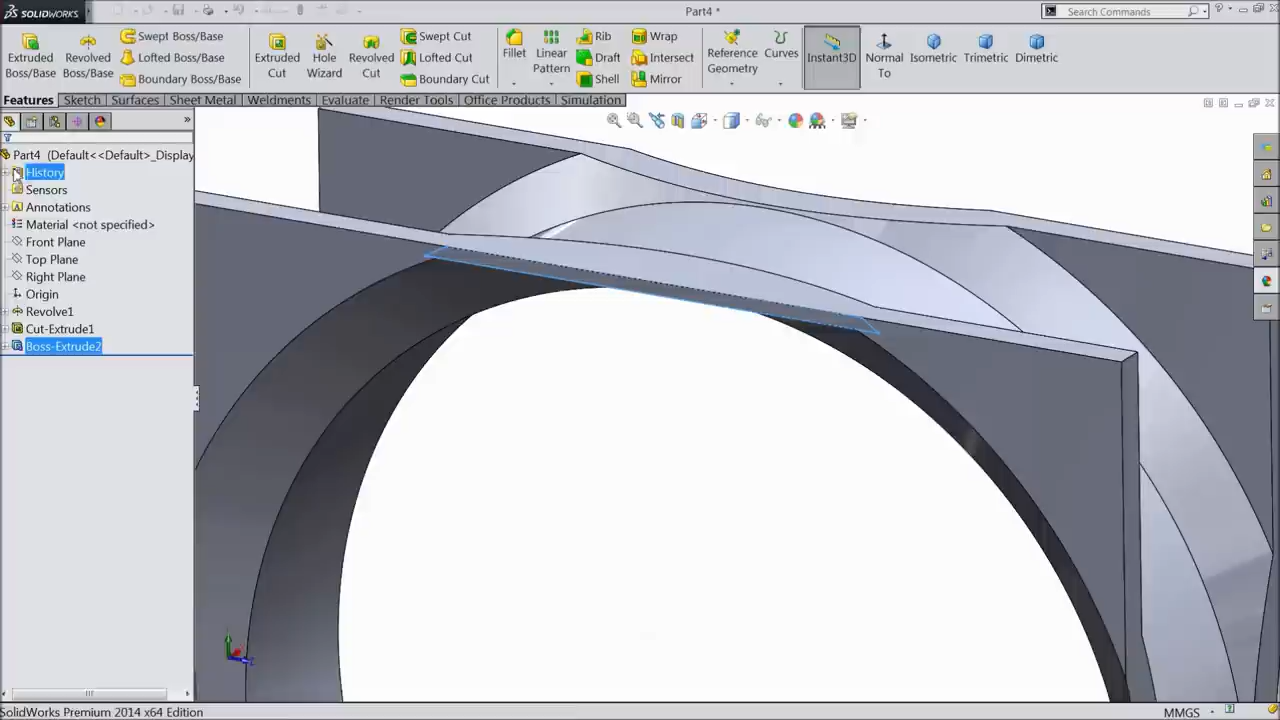 SOLIDWORKS
Part4 *
Search Commands
Extruded Boss/Base
Revolved Boss/Base
Swept Boss/Base
Lofted Boss/Base
Boundary Boss/Base
Extruded Cut
Hole Wizard
Revolved Cut
Swept Cut
Lofted Cut
Boundary Cut
Fillet
Linear Pattern
Rib
Draft
Shell
Wrap
Intersect
Mirror
Reference Geometry
Curves
Instant3D
Normal To
Isometric
Trimetric
Dimetric
Features Sketch Surfaces Sheet Metal Weldments Evaluate Render Tools Office Products Simulation
Part4 (Default<<Default>_Display
History
Sensors
Annotations
Material <not specified>
Front Plane
Top Plane
Right Plane
Origin
Revolve1
Cut-Extrude1
Boss-Extrude2
SolidWorks Premium 2014 x64 Edition
MMGS